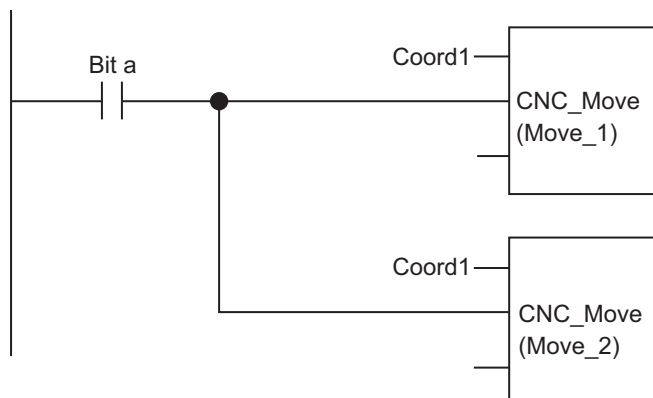 Bit a
Coord1
CNC_Move
(Move_1)
Coord1
CNC_Move
(Move_2)